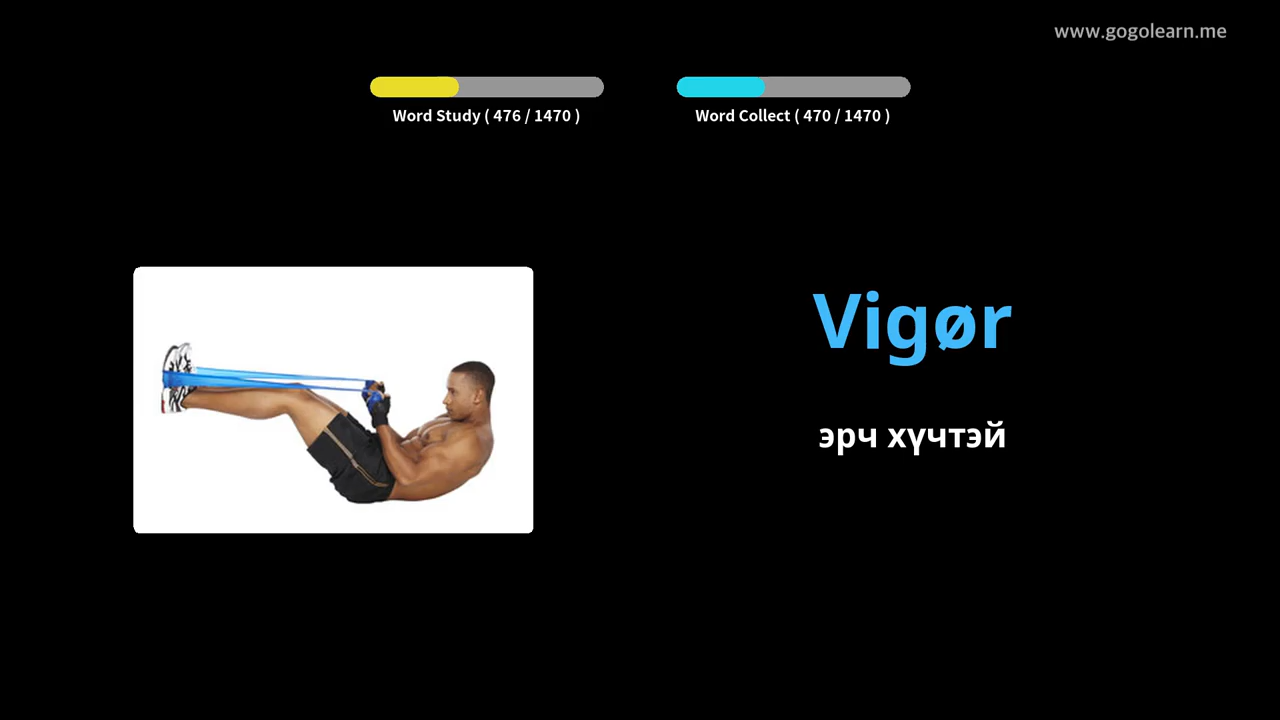 www.gogolearn.me
Word Study ( 476 / 1470 )
Word Collect ( 470 / 1470 )
Vigør
эрч хүчтэй